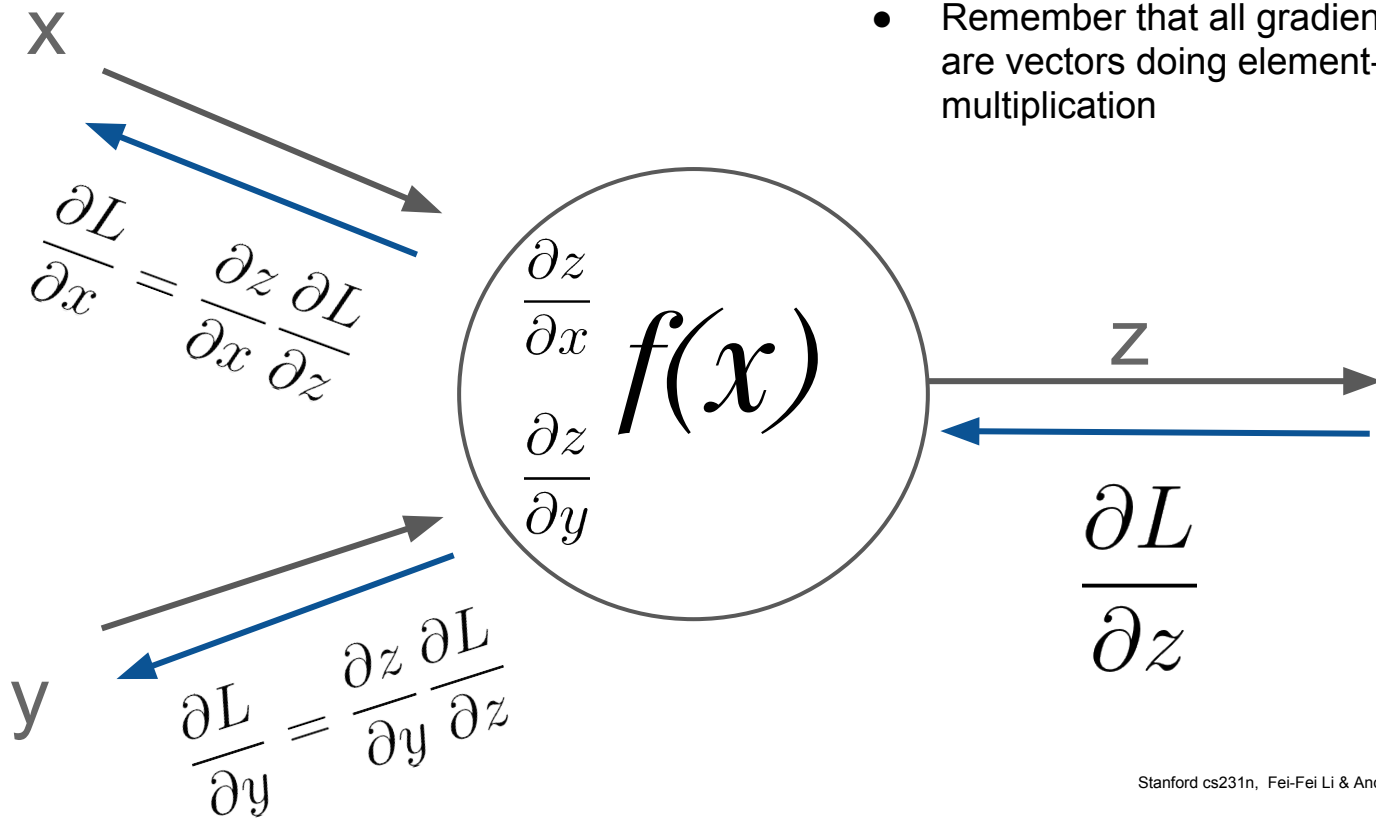 x
● Remember that all gradien
are vectors doing element-
multiplication
∂L/∂x = ∂z/∂x ∂L/∂z
∂z/∂x
f(x)
∂z/∂y
z
∂L/∂z
y
∂L/∂y = ∂z/∂y ∂L/∂z
Stanford cs231n, Fei-Fei Li & And